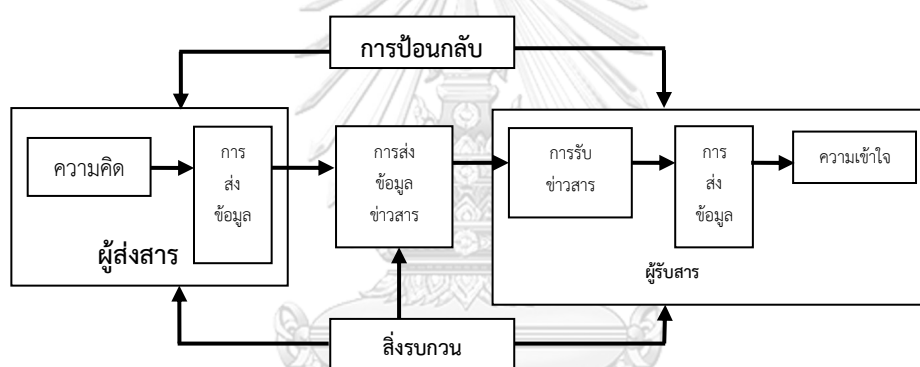 การป้อนกลับ
ความคิด
การ
ส่ง
ข้อมูล
ผู้ส่งสาร
การส่ง
ข้อมูล
ข่าวสาร
การรับ
ข่าวสาร
การ
ส่ง
ข้อมูล
ความเข้าใจ
ผู้รับสาร
สิ่งรบกวน